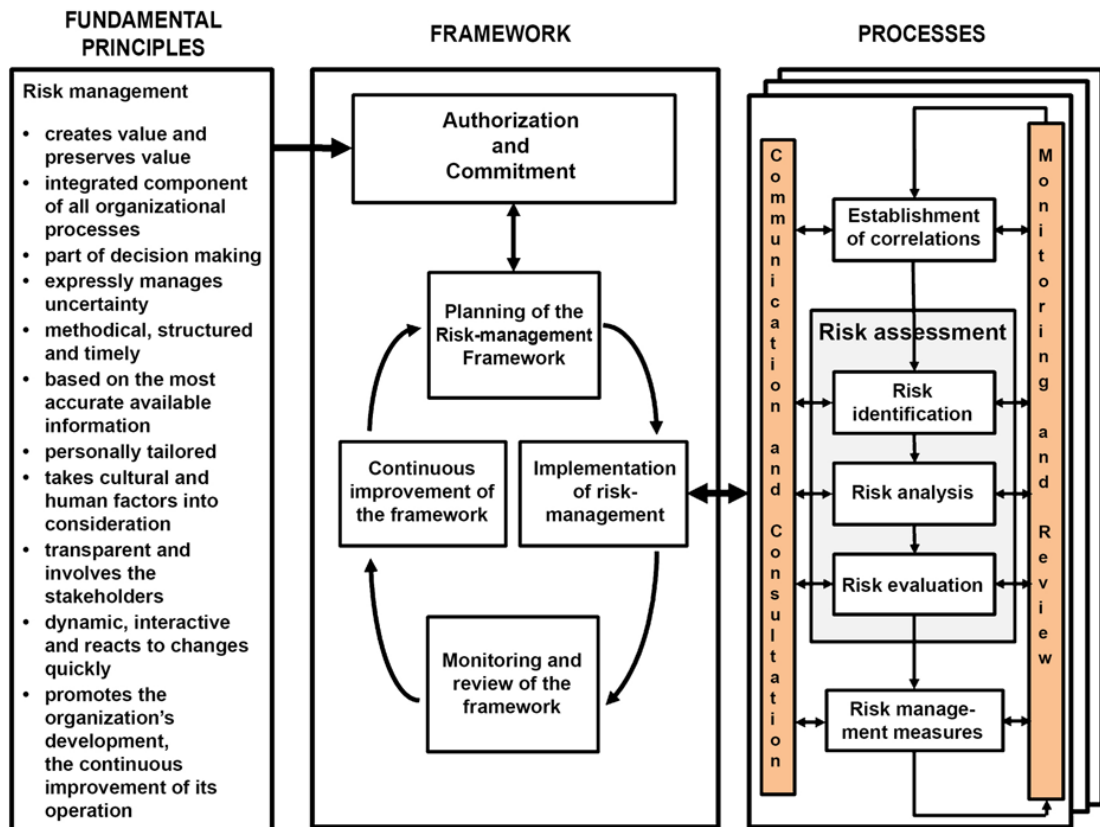 FUNDAMENTAL
PRINCIPLES
Risk management
• creates value and
preserves value
• integrated component
of all organizational
processes
• part of decision making
• expressly manages
uncertainty
• methodical, structured
and timely
• based on the most
accurate available
information
• personally tailored
• takes cultural and
human factors into
consideration
• transparent and
involves the
stakeholders
• dynamic, interactive
and reacts to changes
quickly
• promotes the
organization's
development,
the continuous
improvement of its
operation
FRAMEWORK
Authorization
and
Commitment
Planning of the
Risk-management
Framework
Continuous
improvement of
the framework
Implementation
of risk-
management
Monitoring and
review of the
framework
PROCESSES
Communication and Consultation
Establishment
of correlations
Risk assessment
Risk
identification
Risk analysis
Risk evaluation
Risk manage-
ment measures
Monitoring and Review